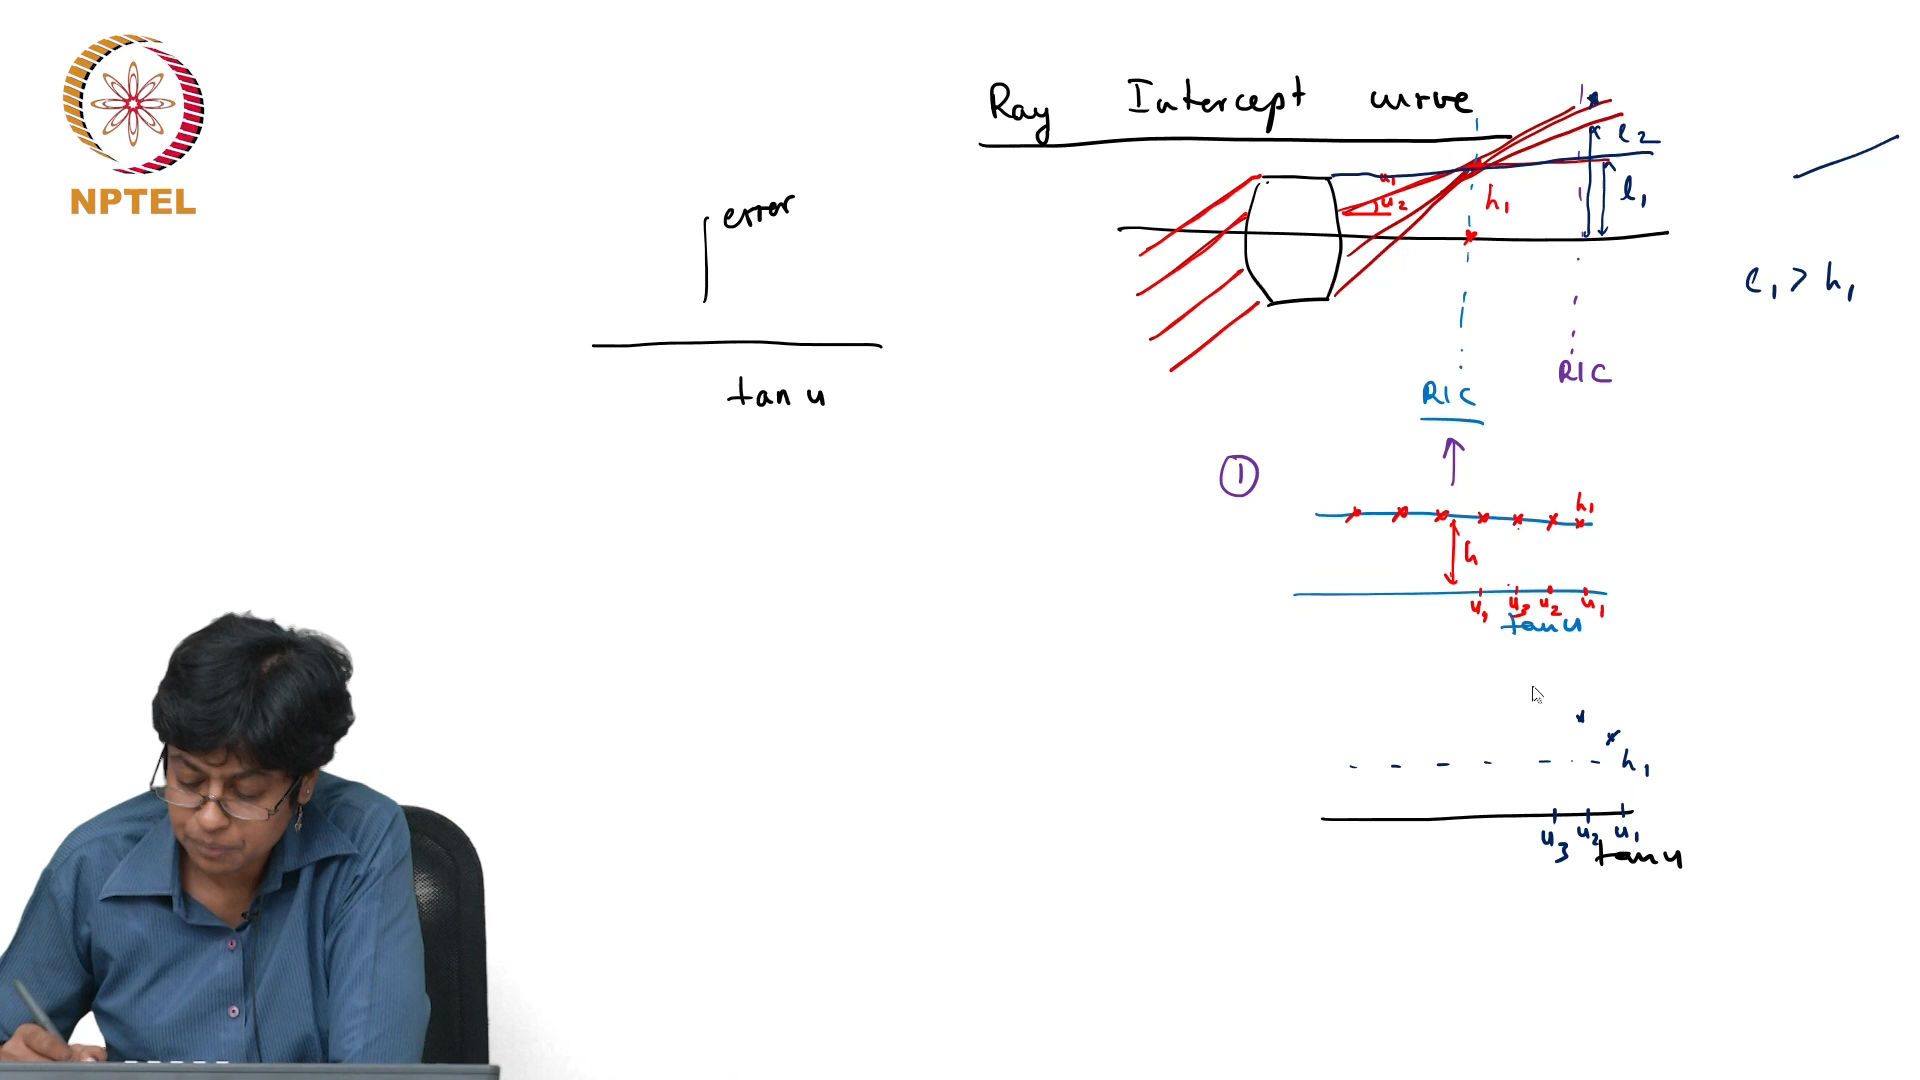 NPTEL
Ray Intercept curve
error
tan u
u₁
u₂
h₁
l₂
l₁
l₁ > h₁
RIC
RIC
①
h₁
h
u₄ u₃ u₂ u₁
tan u
h₁
u₃ u₂ u₁
tan u